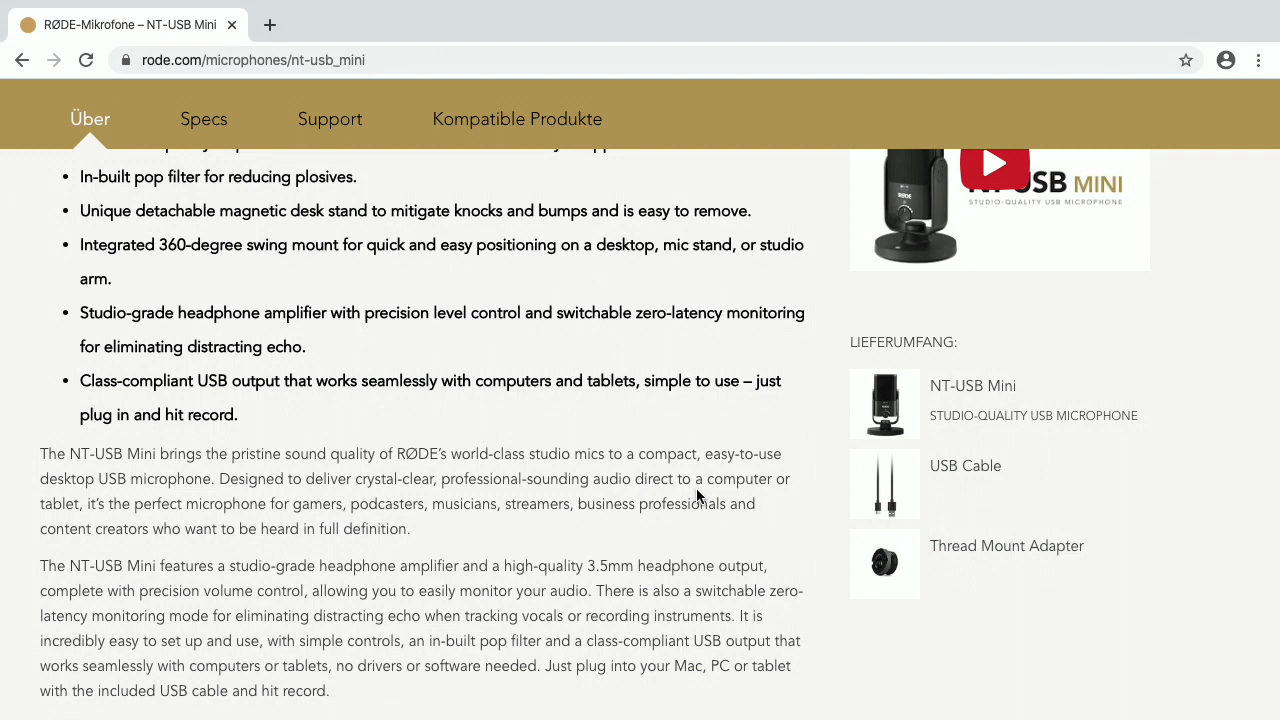 RØDE-Mikrofone – NT-USB Mini
rode.com/microphones/nt-usb_mini
Über Specs Support Kompatible Produkte
• In-built pop filter for reducing plosives.
• Unique detachable magnetic desk stand to mitigate knocks and bumps and is easy to remove.
• Integrated 360-degree swing mount for quick and easy positioning on a desktop, mic stand, or studio
arm.
• Studio-grade headphone amplifier with precision level control and switchable zero-latency monitoring
for eliminating distracting echo.
• Class-compliant USB output that works seamlessly with computers and tablets, simple to use – just
plug in and hit record.
The NT-USB Mini brings the pristine sound quality of RØDE's world-class studio mics to a compact, easy-to-use
desktop USB microphone. Designed to deliver crystal-clear, professional-sounding audio direct to a computer or
tablet, it's the perfect microphone for gamers, podcasters, musicians, streamers, business professionals and
content creators who want to be heard in full definition.
The NT-USB Mini features a studio-grade headphone amplifier and a high-quality 3.5mm headphone output,
complete with precision volume control, allowing you to easily monitor your audio. There is also a switchable zero-
latency monitoring mode for eliminating distracting echo when tracking vocals or recording instruments. It is
incredibly easy to set up and use, with simple controls, an in-built pop filter and a class-compliant USB output that
works seamlessly with computers or tablets, no drivers or software needed. Just plug into your Mac, PC or tablet
with the included USB cable and hit record.
RØDE
NT-USB MINI
STUDIO-QUALITY USB MICROPHONE
LIEFERUMFANG:
NT-USB Mini
STUDIO-QUALITY USB MICROPHONE
USB Cable
Thread Mount Adapter